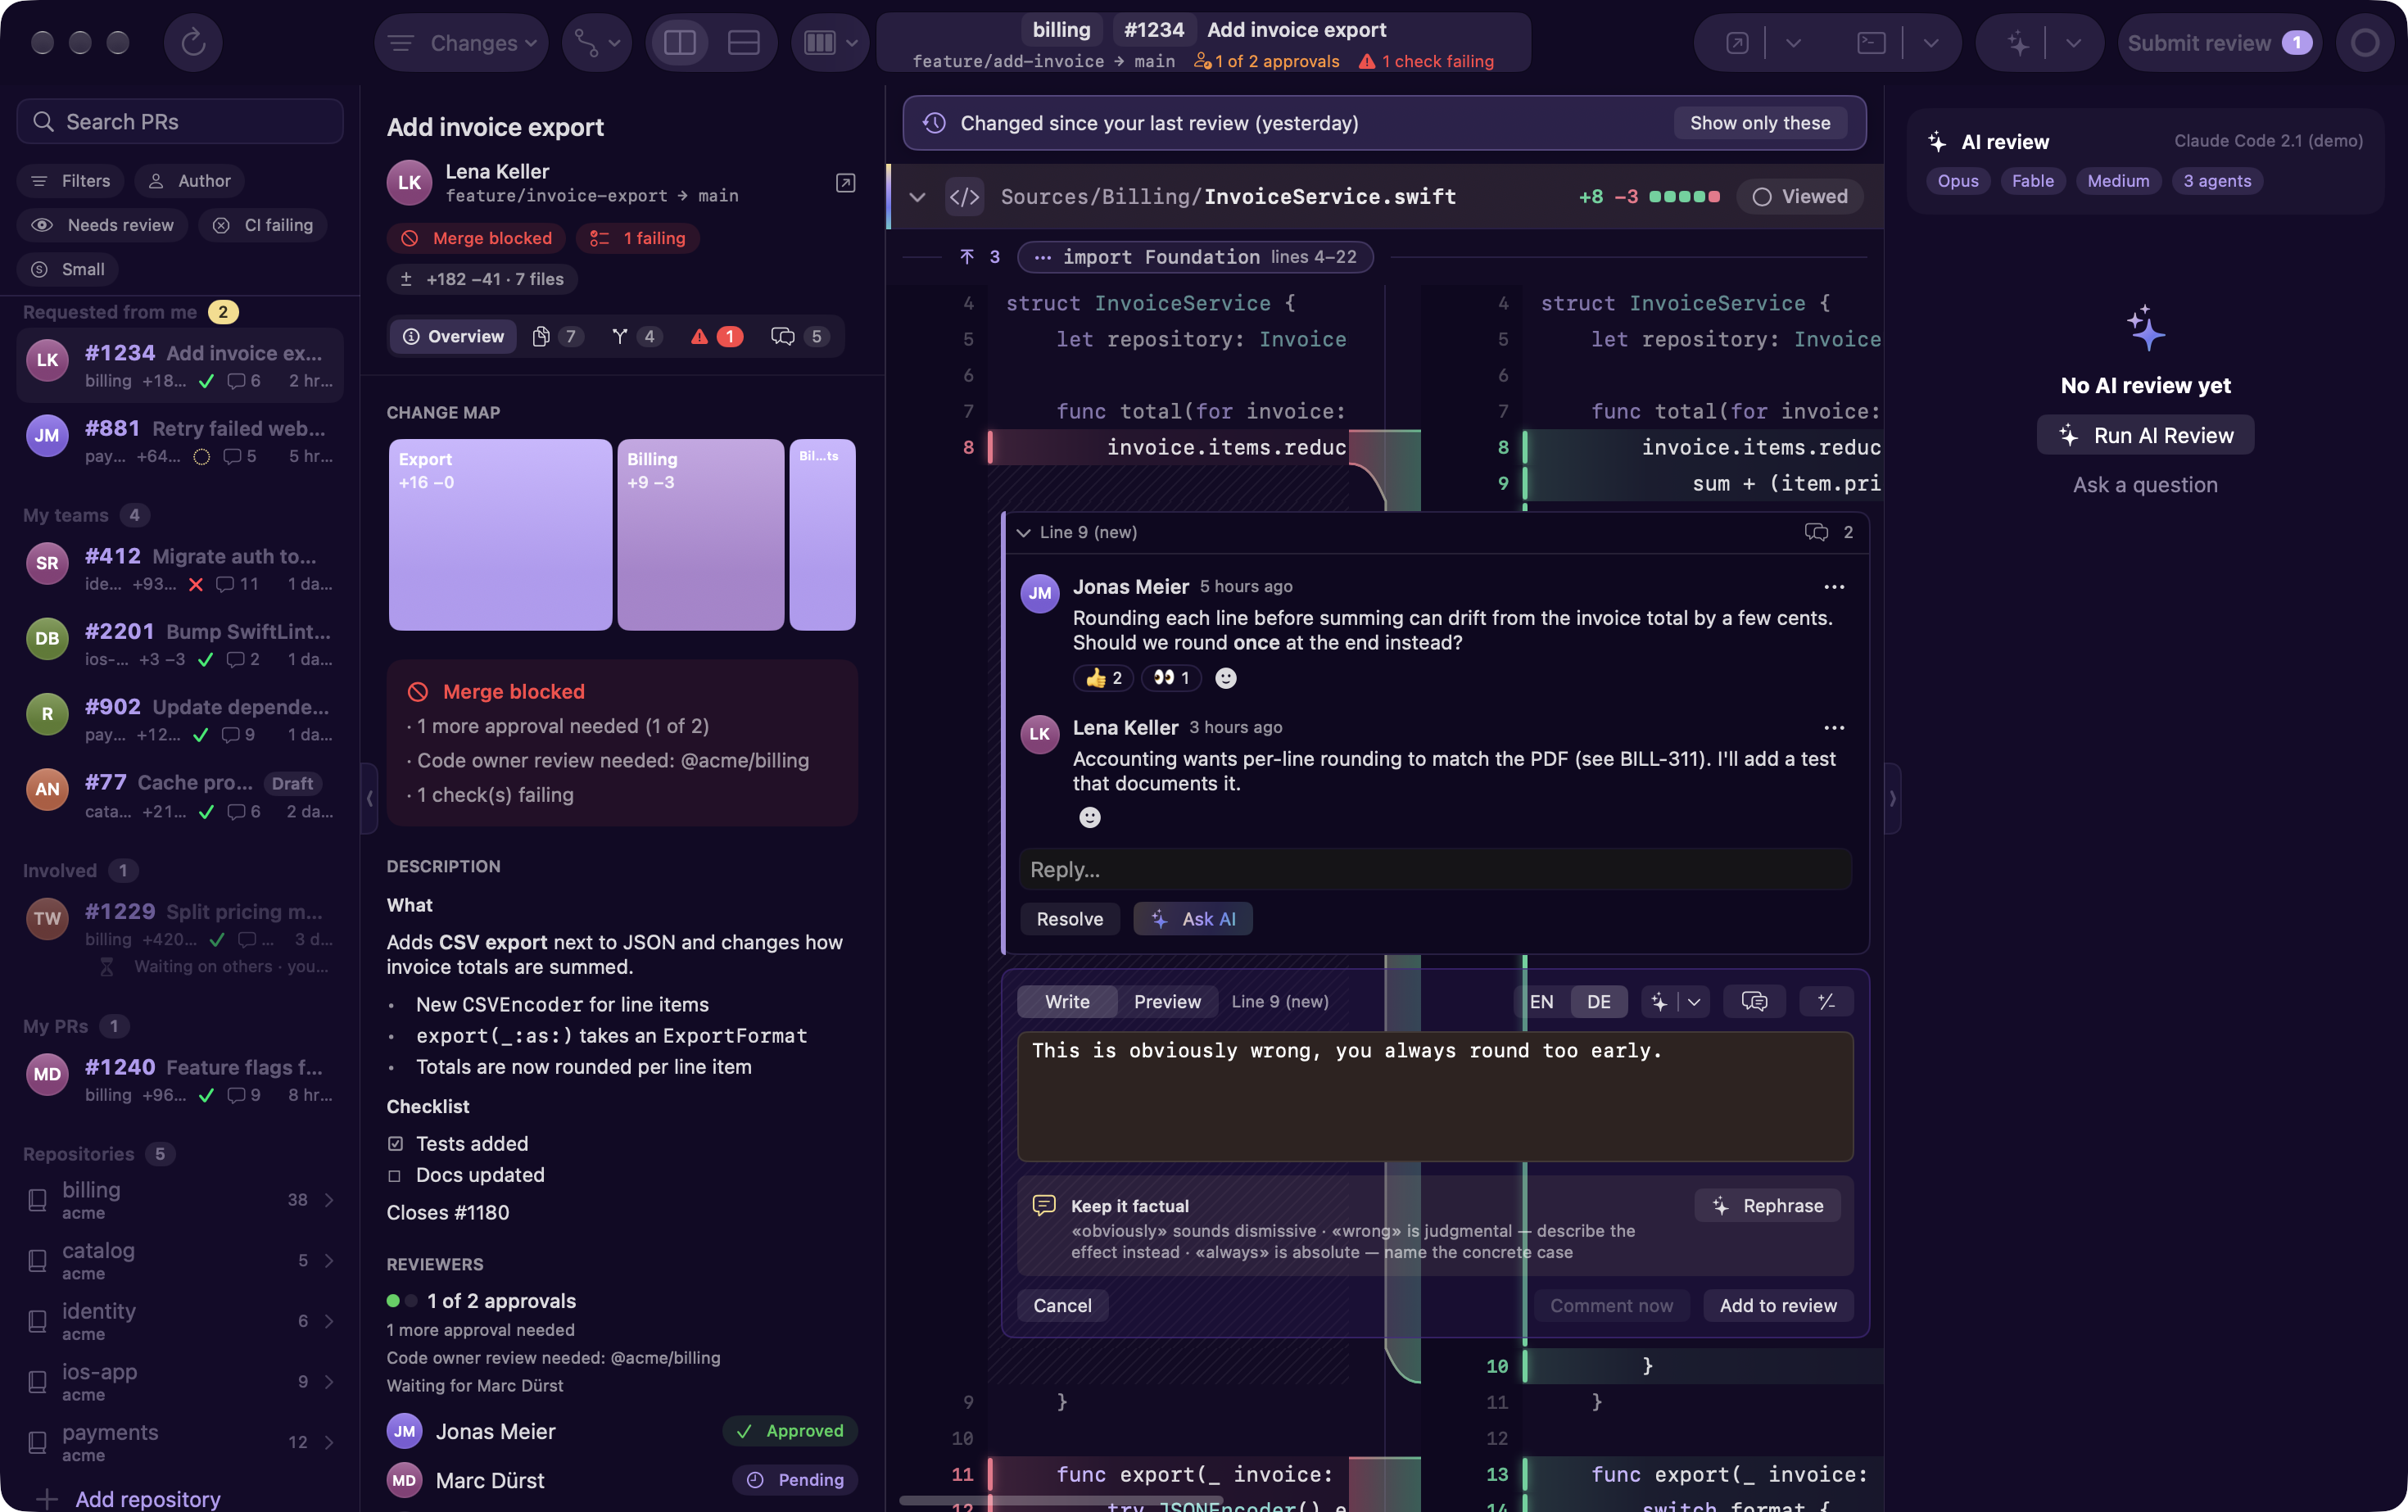 Changes
billing #1234 Add invoice export
feature/add-invoice → main 1 of 2 approvals 1 check failing
Submit review 1
Search PRs
Filters
Author
Needs review
CI failing
Small
Requested from me 2
LK #1234 Add invoice ex...
billing +18... 6 2 hr...
JM #881 Retry failed web...
pay... +64... 5 5 hr...
My teams 4
SR #412 Migrate auth to...
ide... +93... 11 1 da...
DB #2201 Bump SwiftLint...
ios-... +3 −3 2 1 da...
R #902 Update depende...
pay... +12... 9 1 da...
AN #77 Cache pro... Draft
cata... +21... 6 2 da...
Involved 1
TW #1229 Split pricing m...
billing +420... ... 3 d...
Waiting on others · you...
My PRs 1
MD #1240 Feature flags f...
billing +96... 9 8 hr...
Repositories 5
billing 38
acme
catalog 5
acme
identity 6
acme
ios-app 9
acme
payments 12
acme
Add repository
Add invoice export
LK Lena Keller
feature/invoice-export → main
Merge blocked
1 failing
± +182 −41 · 7 files
Overview 7 4 1 5
CHANGE MAP
Export
+16 −0
Billing
+9 −3
Bil...ts
Merge blocked
· 1 more approval needed (1 of 2)
· Code owner review needed: @acme/billing
· 1 check(s) failing
DESCRIPTION
What
Adds CSV export next to JSON and changes how
invoice totals are summed.
• New CSVEncoder for line items
• export(_:as:) takes an ExportFormat
• Totals are now rounded per line item
Checklist
Tests added
Docs updated
Closes #1180
REVIEWERS
1 of 2 approvals
1 more approval needed
Code owner review needed: @acme/billing
Waiting for Marc Dürst
JM Jonas Meier Approved
MD Marc Dürst Pending
Changed since your last review (yesterday) Show only these
Sources/Billing/InvoiceService.swift +8 −3 Viewed
3 ... import Foundation lines 4–22
4 struct InvoiceService { 4 struct InvoiceService {
5 let repository: Invoice 5 let repository: Invoice
6 6
7 func total(for invoice: 7 func total(for invoice:
8 invoice.items.reduc 8 invoice.items.reduc
9 sum + (item.pri
Line 9 (new) 2
JM Jonas Meier 5 hours ago ...
Rounding each line before summing can drift from the invoice total by a few cents.
Should we round once at the end instead?
👍 2 👀 1
LK Lena Keller 3 hours ago ...
Accounting wants per-line rounding to match the PDF (see BILL-311). I'll add a test
that documents it.
Reply...
Resolve Ask AI
Write Preview Line 9 (new) EN DE
This is obviously wrong, you always round too early.
Keep it factual Rephrase
«obviously» sounds dismissive · «wrong» is judgmental — describe the
effect instead · «always» is absolute — name the concrete case
Cancel Comment now Add to review
10 }
9 } 11 }
10 12
11 func export(_ invoice: 13 func export(_ invoice:
12 try JSONEncoder() e 14 switch format {
AI review Claude Code 2.1 (demo)
Opus Fable Medium 3 agents
No AI review yet
Run AI Review
Ask a question